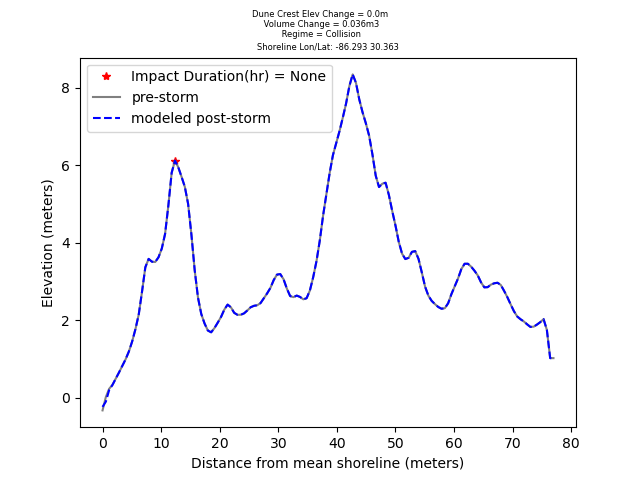 Dune Crest Elev Change = 0.0m
Volume Change = 0.036m3
Regime = Collision
Shoreline Lon/Lat: -86.293 30.363
Impact Duration(hr) = None
pre-storm
modeled post-storm
Elevation (meters)
8
6
4
2
0
0 10 20 30 40 50 60 70 80
Distance from mean shoreline (meters)